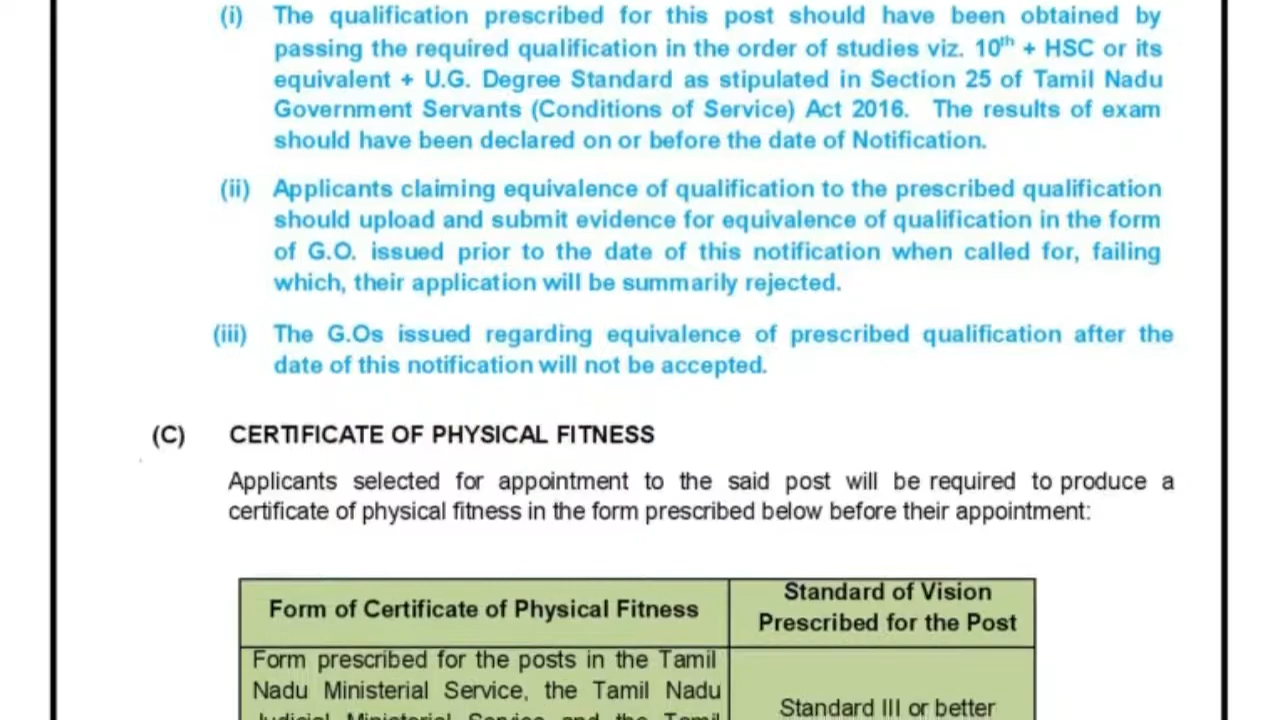 (i) The qualification prescribed for this post should have been obtained by
passing the required qualification in the order of studies viz. 10th + HSC or its
equivalent + U.G. Degree Standard as stipulated in Section 25 of Tamil Nadu
Government Servants (Conditions of Service) Act 2016. The results of exam
should have been declared on or before the date of Notification.
(ii) Applicants claiming equivalence of qualification to the prescribed qualification
should upload and submit evidence for equivalence of qualification in the form
of G.O. issued prior to the date of this notification when called for, failing
which, their application will be summarily rejected.
(iii) The G.Os issued regarding equivalence of prescribed qualification after the
date of this notification will not be accepted.
(C) CERTIFICATE OF PHYSICAL FITNESS
Applicants selected for appointment to the said post will be required to produce a
certificate of physical fitness in the form prescribed below before their appointment:
Form of Certificate of Physical Fitness
Standard of Vision
Prescribed for the Post
Form prescribed for the posts in the Tamil
Nadu Ministerial Service, the Tamil Nadu
Judicial Ministerial Service and the Tamil
Standard III or better